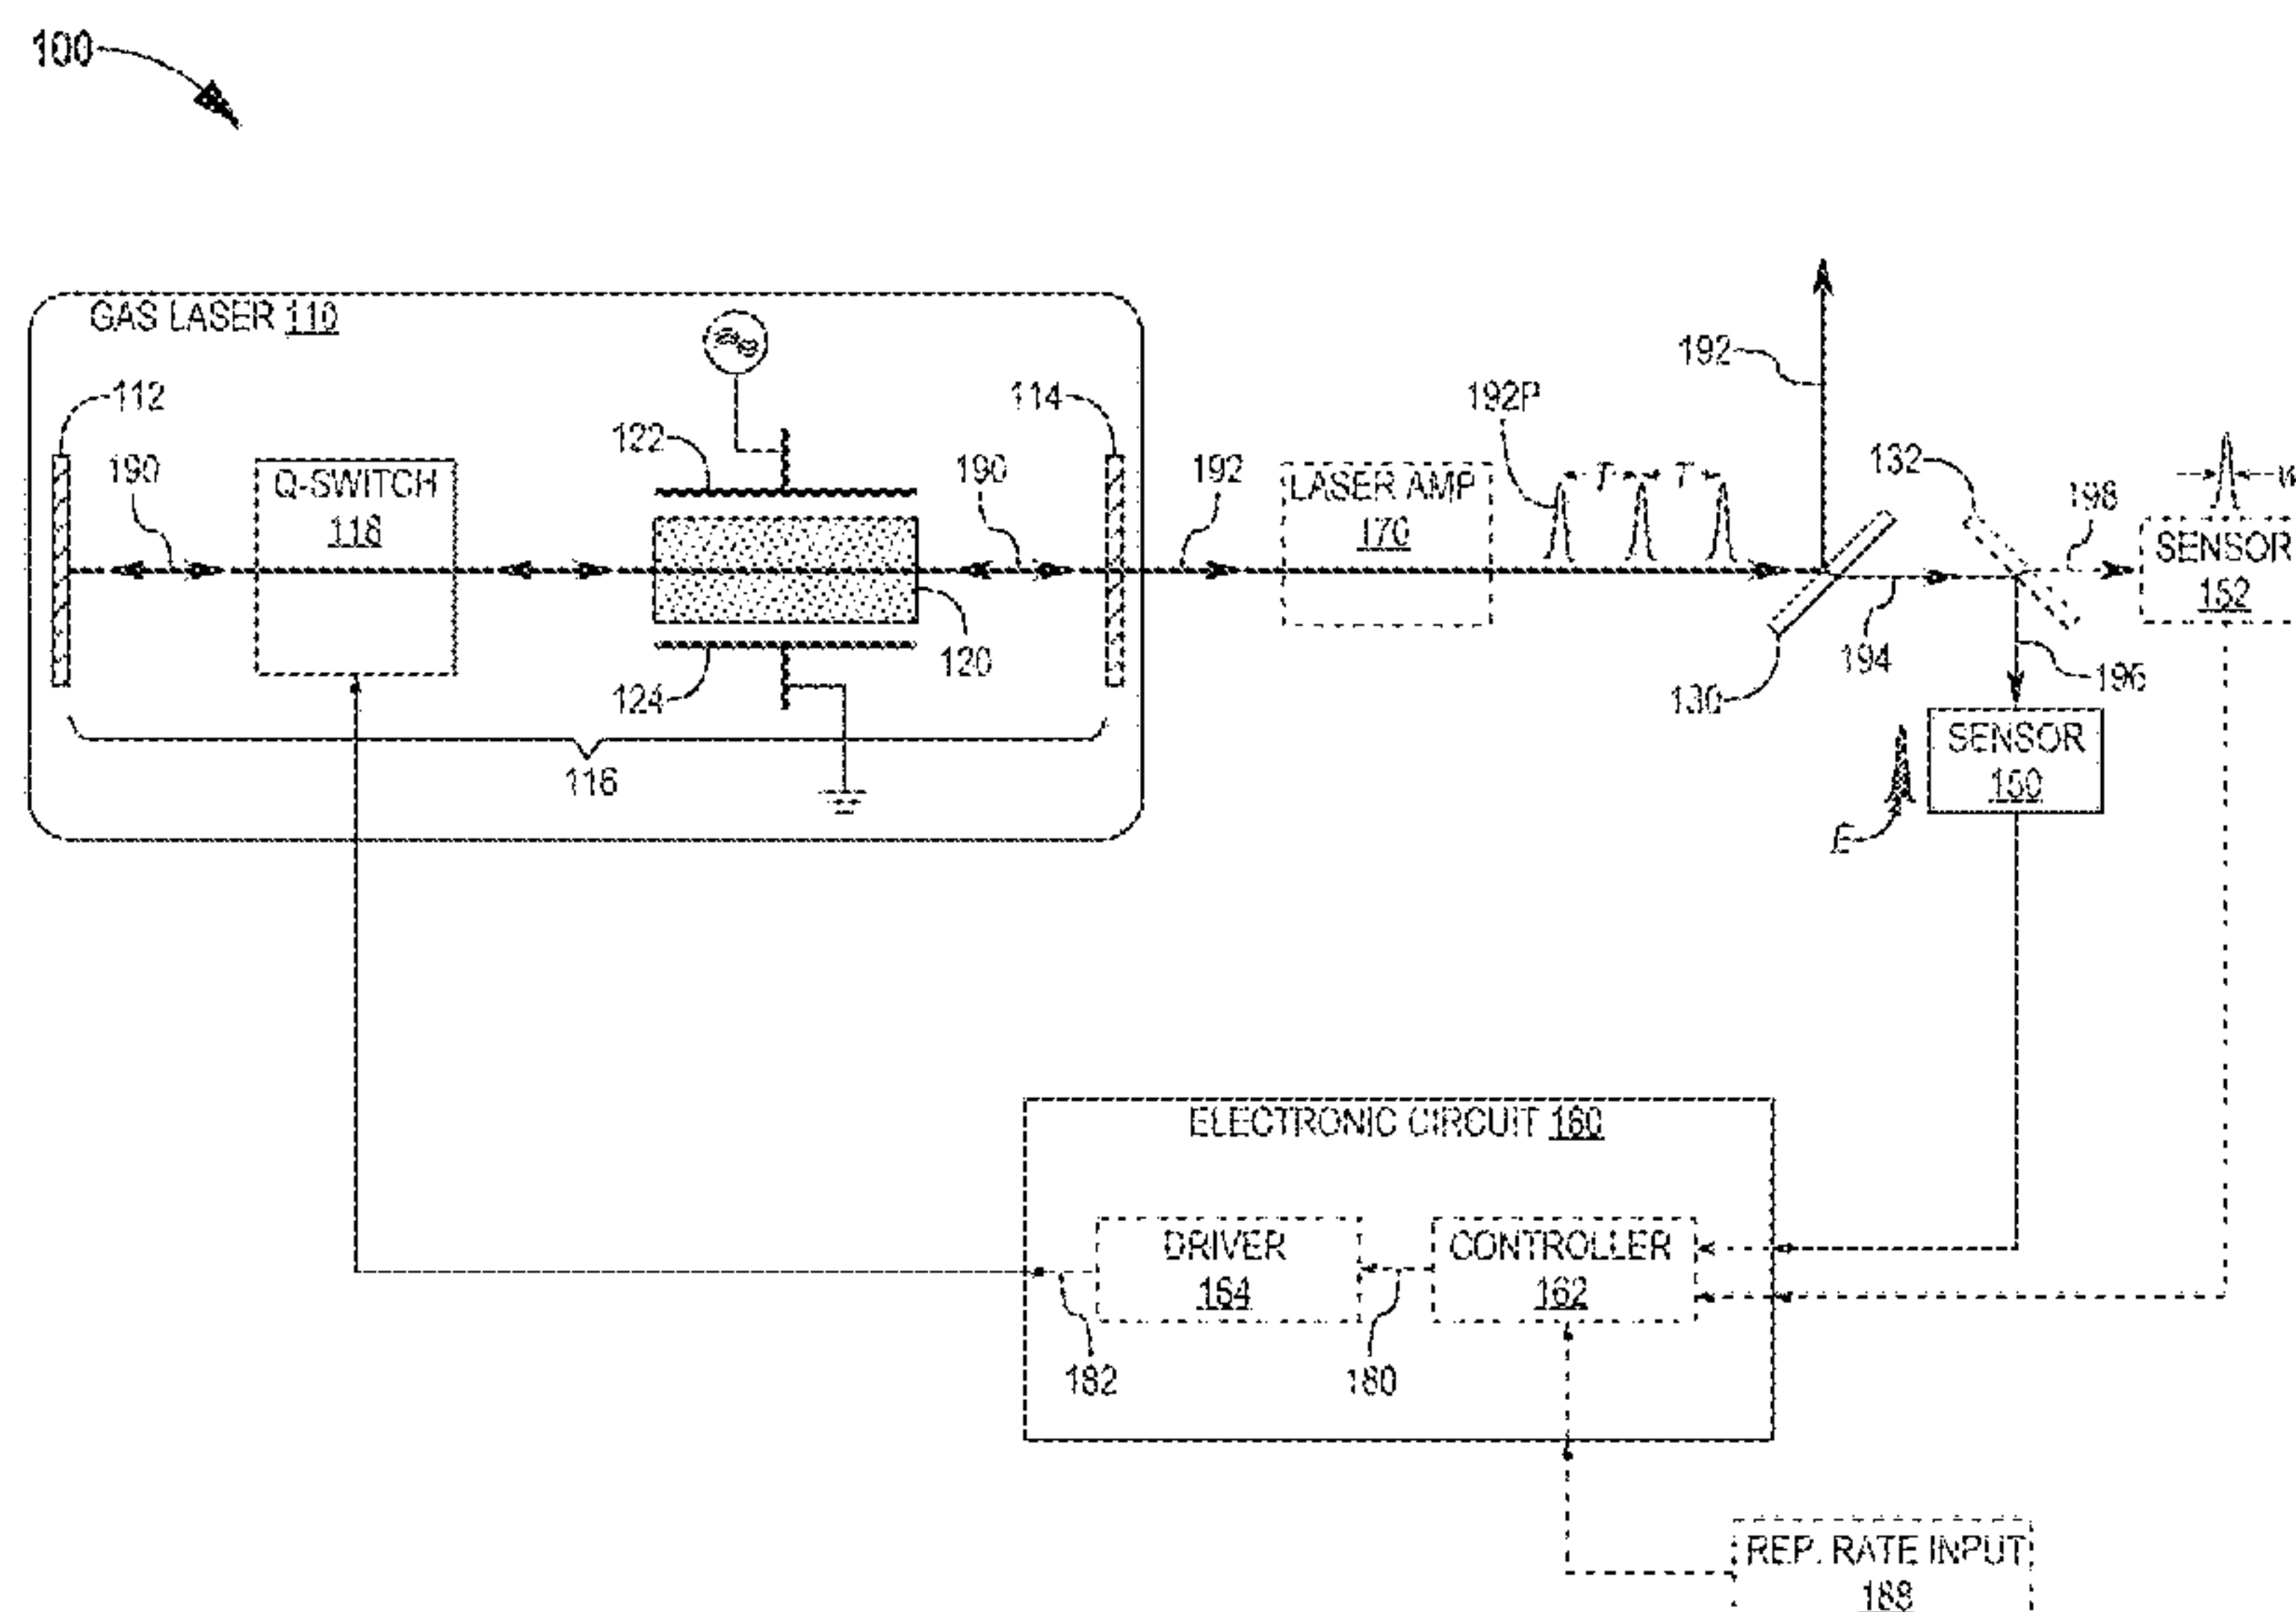 100
GAS LASER 110
112
190
Q-SWITCH
118
122
124
120
190
114
116
192
LASER AMP
170
192P
T T
192
130
132
194
198
196
SENSOR
152
SENSOR
150
E
ELECTRONIC CIRCUIT 160
DRIVER
164
CONTROLLER
162
182
180
REP. RATE INPUT
188